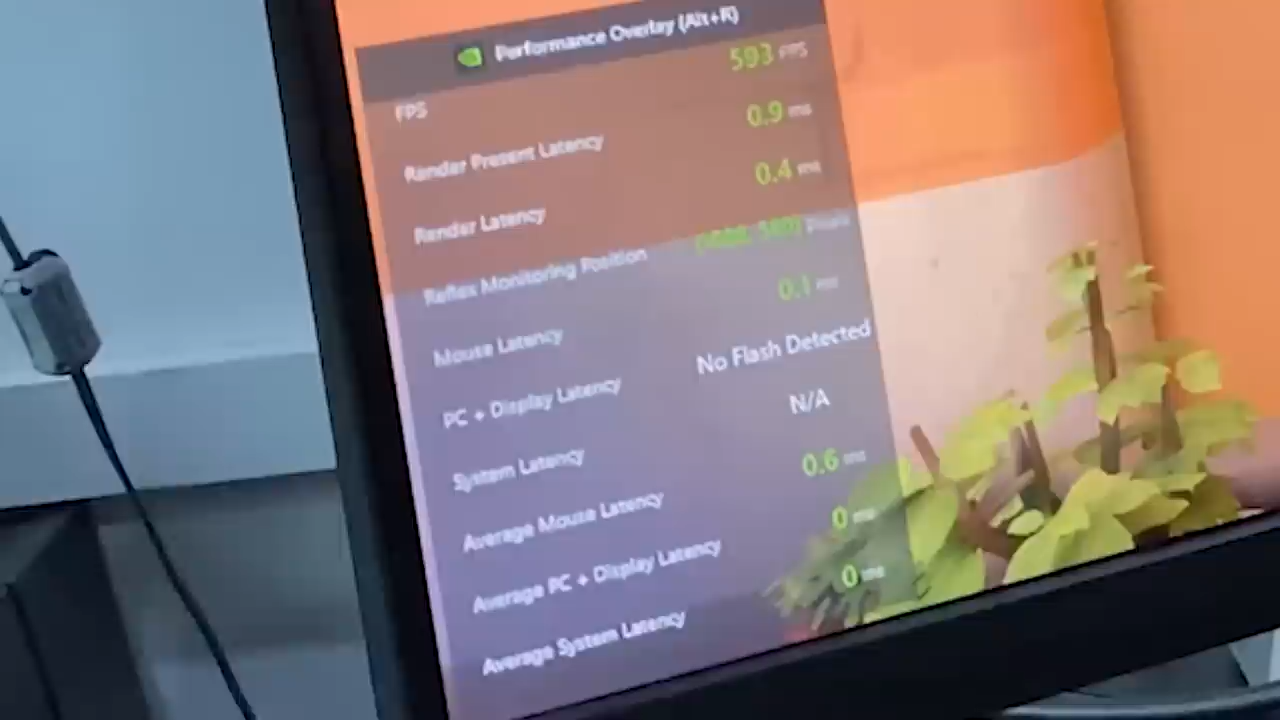 Performance Overlay (Alt+R)
FPS 593 FPS
Render Present Latency 0.9 ms
Render Latency 0.4 ms
Reflex Monitoring Position Pixels
Mouse Latency 0.1 ms
PC + Display Latency No Flash Detected
System Latency N/A
Average Mouse Latency 0.6 ms
Average PC + Display Latency 0 ms
Average System Latency 0 ms